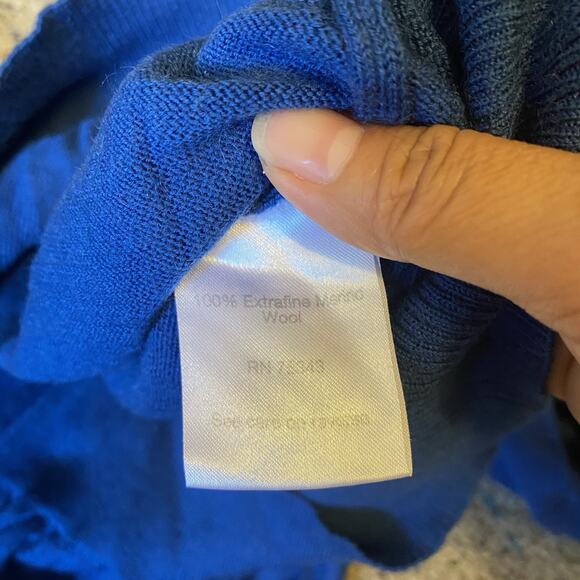 100% Extrafine Merino
Wool
RN 75343
See care on reverse